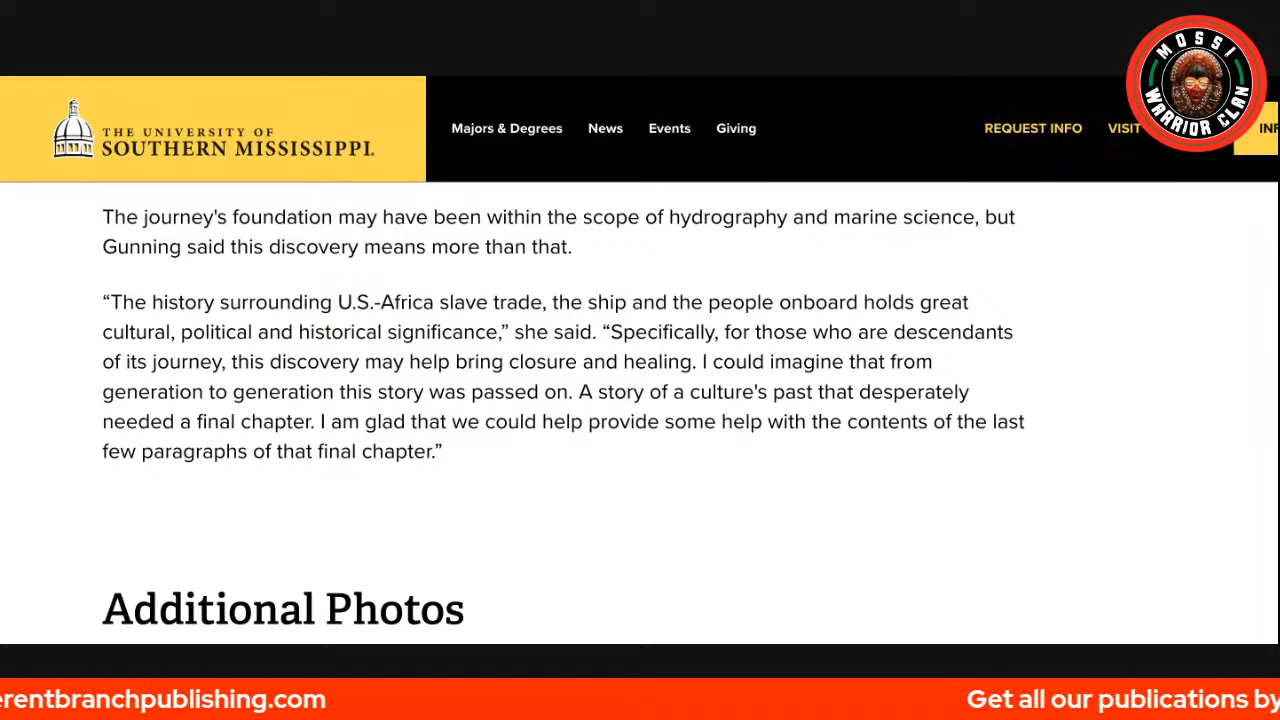 MOSSI
WARRIOR CLAN
THE UNIVERSITY OF
SOUTHERN MISSISSIPPI.
Majors & Degrees News Events Giving REQUEST INFO VISIT
The journey's foundation may have been within the scope of hydrography and marine science, but
Gunning said this discovery means more than that.
“The history surrounding U.S.-Africa slave trade, the ship and the people onboard holds great
cultural, political and historical significance,” she said. “Specifically, for those who are descendants
of its journey, this discovery may help bring closure and healing. I could imagine that from
generation to generation this story was passed on. A story of a culture's past that desperately
needed a final chapter. I am glad that we could help provide some help with the contents of the last
few paragraphs of that final chapter.”
Additional Photos
erentbranchpublishing.com Get all our publications by